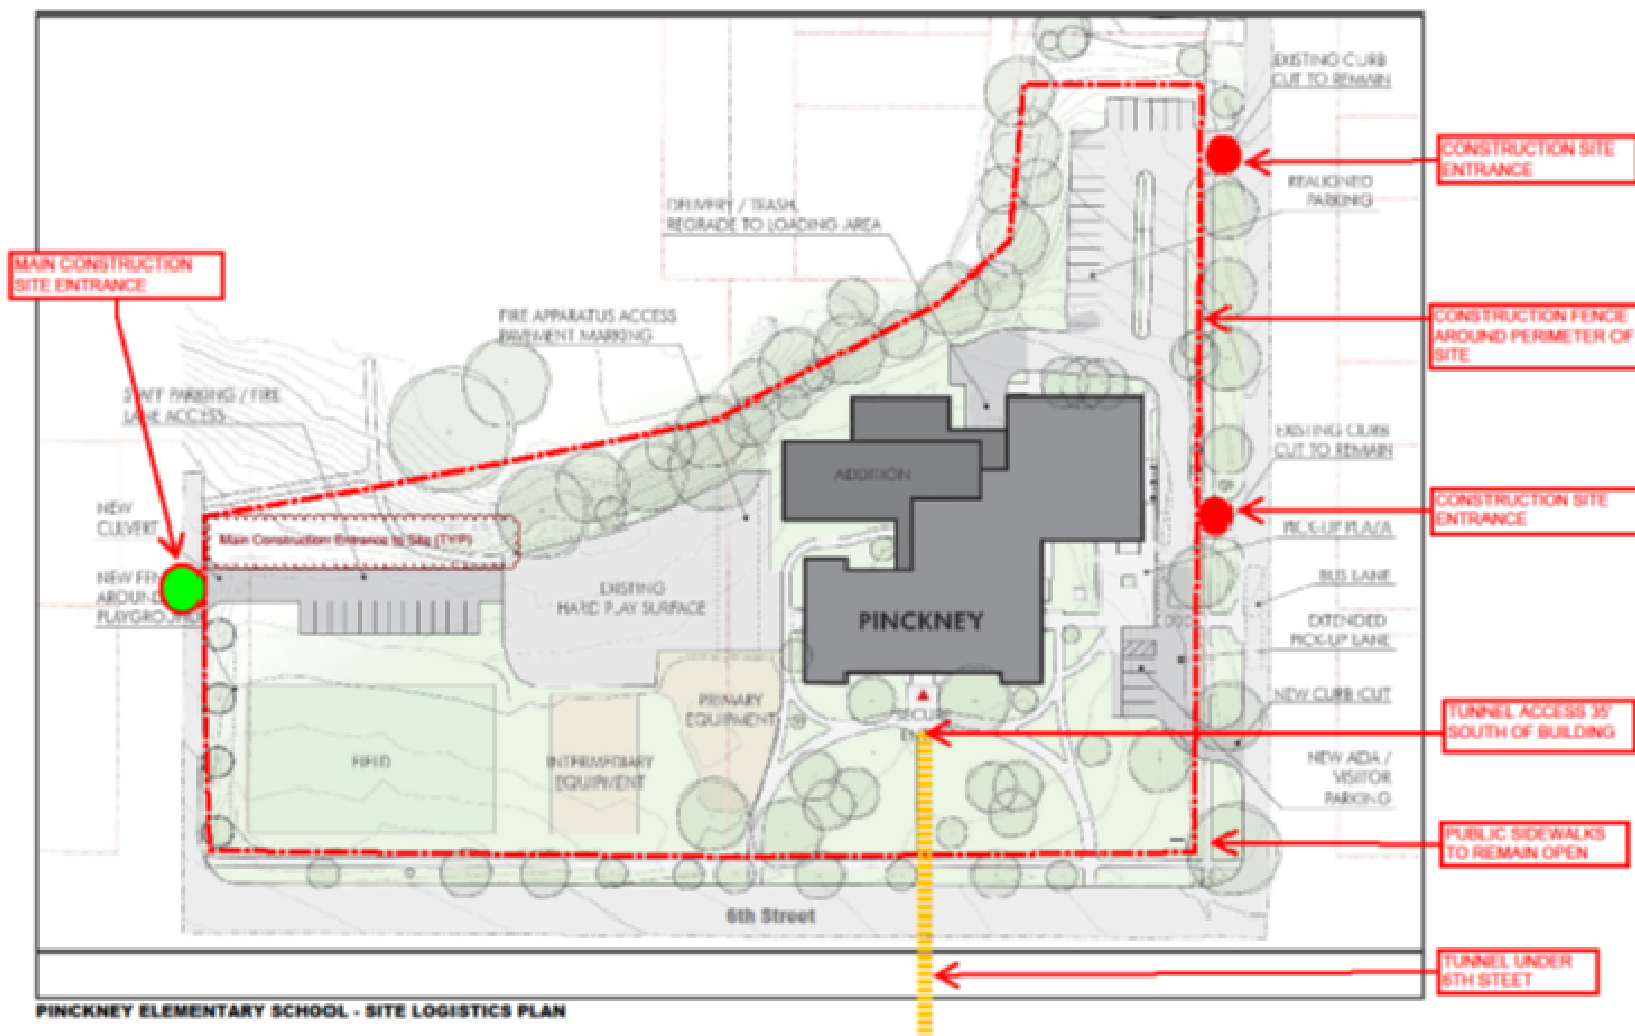 EXISTING CURB
CUT TO REMAIN
CONSTRUCTION SITE
ENTRANCE
REALIGNED
PARKING
DELIVERY / TRASH,
REGRADE TO LOADING AREA
MAIN CONSTRUCTION
SITE ENTRANCE
FIRE APPARATUS ACCESS
PAVEMENT MARKING
CONSTRUCTION FENCE
AROUND PERIMETER OF
SITE
STAFF PARKING / FIRE
LANE ACCESS
EXISTING CURB
CUT TO REMAIN
ADDITION
CONSTRUCTION SITE
ENTRANCE
NEW
CULVERT
Main Construction Entrance to Site (TYP)
PICK-UP PLAZA
NEW FEN
AROUND
PLAYGROUND
EXISTING
HARD PLAY SURFACE
BUS LANE
PINCKNEY
EXTENDED
PICK-UP LANE
PRIMARY
EQUIPMENT
NEW CURB CUT
SECURE
TUNNEL ACCESS 35'
SOUTH OF BUILDING
FIELD
INTERMEDIARY
EQUIPMENT
NEW ADA /
VISITOR
PARKING
PUBLIC SIDEWALKS
TO REMAIN OPEN
6th Street
TUNNEL UNDER
6TH STEET
PINCKNEY ELEMENTARY SCHOOL - SITE LOGISTICS PLAN